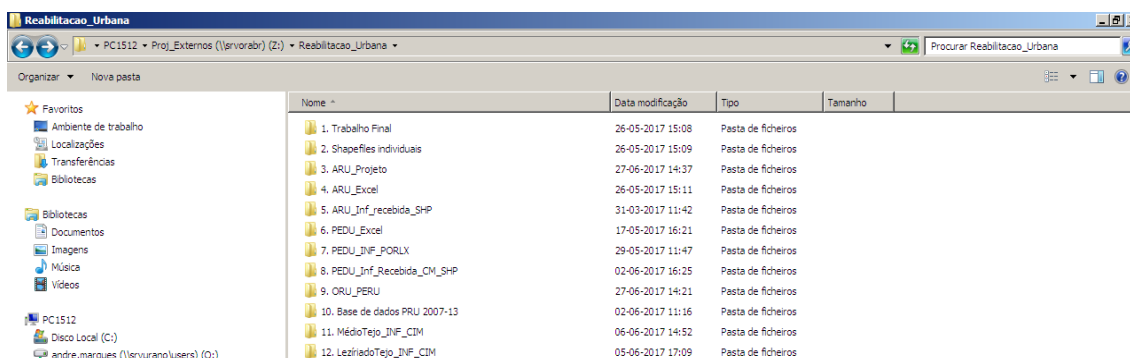 Reabilitacao_Urbana
PC1512 Proj_Externos (\\srvorabr) (Z:) Reabilitacao_Urbana
Procurar Reabilitacao_Urbana
Organizar Nova pasta
Favoritos
Ambiente de trabalho
Localizações
Transferências
Bibliotecas
Bibliotecas
Documentos
Imagens
Música
Vídeos
PC1512
Disco Local (C:)
andre.marques (\\srvurano\users) (O:)
Nome Data modificação Tipo Tamanho
1. Trabalho Final 26-05-2017 15:08 Pasta de ficheiros
2. Shapefiles individuais 26-05-2017 15:09 Pasta de ficheiros
3. ARU_Projeto 27-06-2017 14:37 Pasta de ficheiros
4. ARU_Excel 26-05-2017 15:11 Pasta de ficheiros
5. ARU_Inf_recebida_SHP 31-03-2017 11:42 Pasta de ficheiros
6. PEDU_Excel 17-05-2017 16:21 Pasta de ficheiros
7. PEDU_INF_PORLX 29-05-2017 11:47 Pasta de ficheiros
8. PEDU_Inf_Recebida_CM_SHP 02-06-2017 16:25 Pasta de ficheiros
9. ORU_PERU 27-06-2017 14:21 Pasta de ficheiros
10. Base de dados PRU 2007-13 02-06-2017 11:16 Pasta de ficheiros
11. MédioTejo_INF_CIM 06-06-2017 14:52 Pasta de ficheiros
12. LezíriadoTejo_INF_CIM 05-06-2017 17:09 Pasta de ficheiros